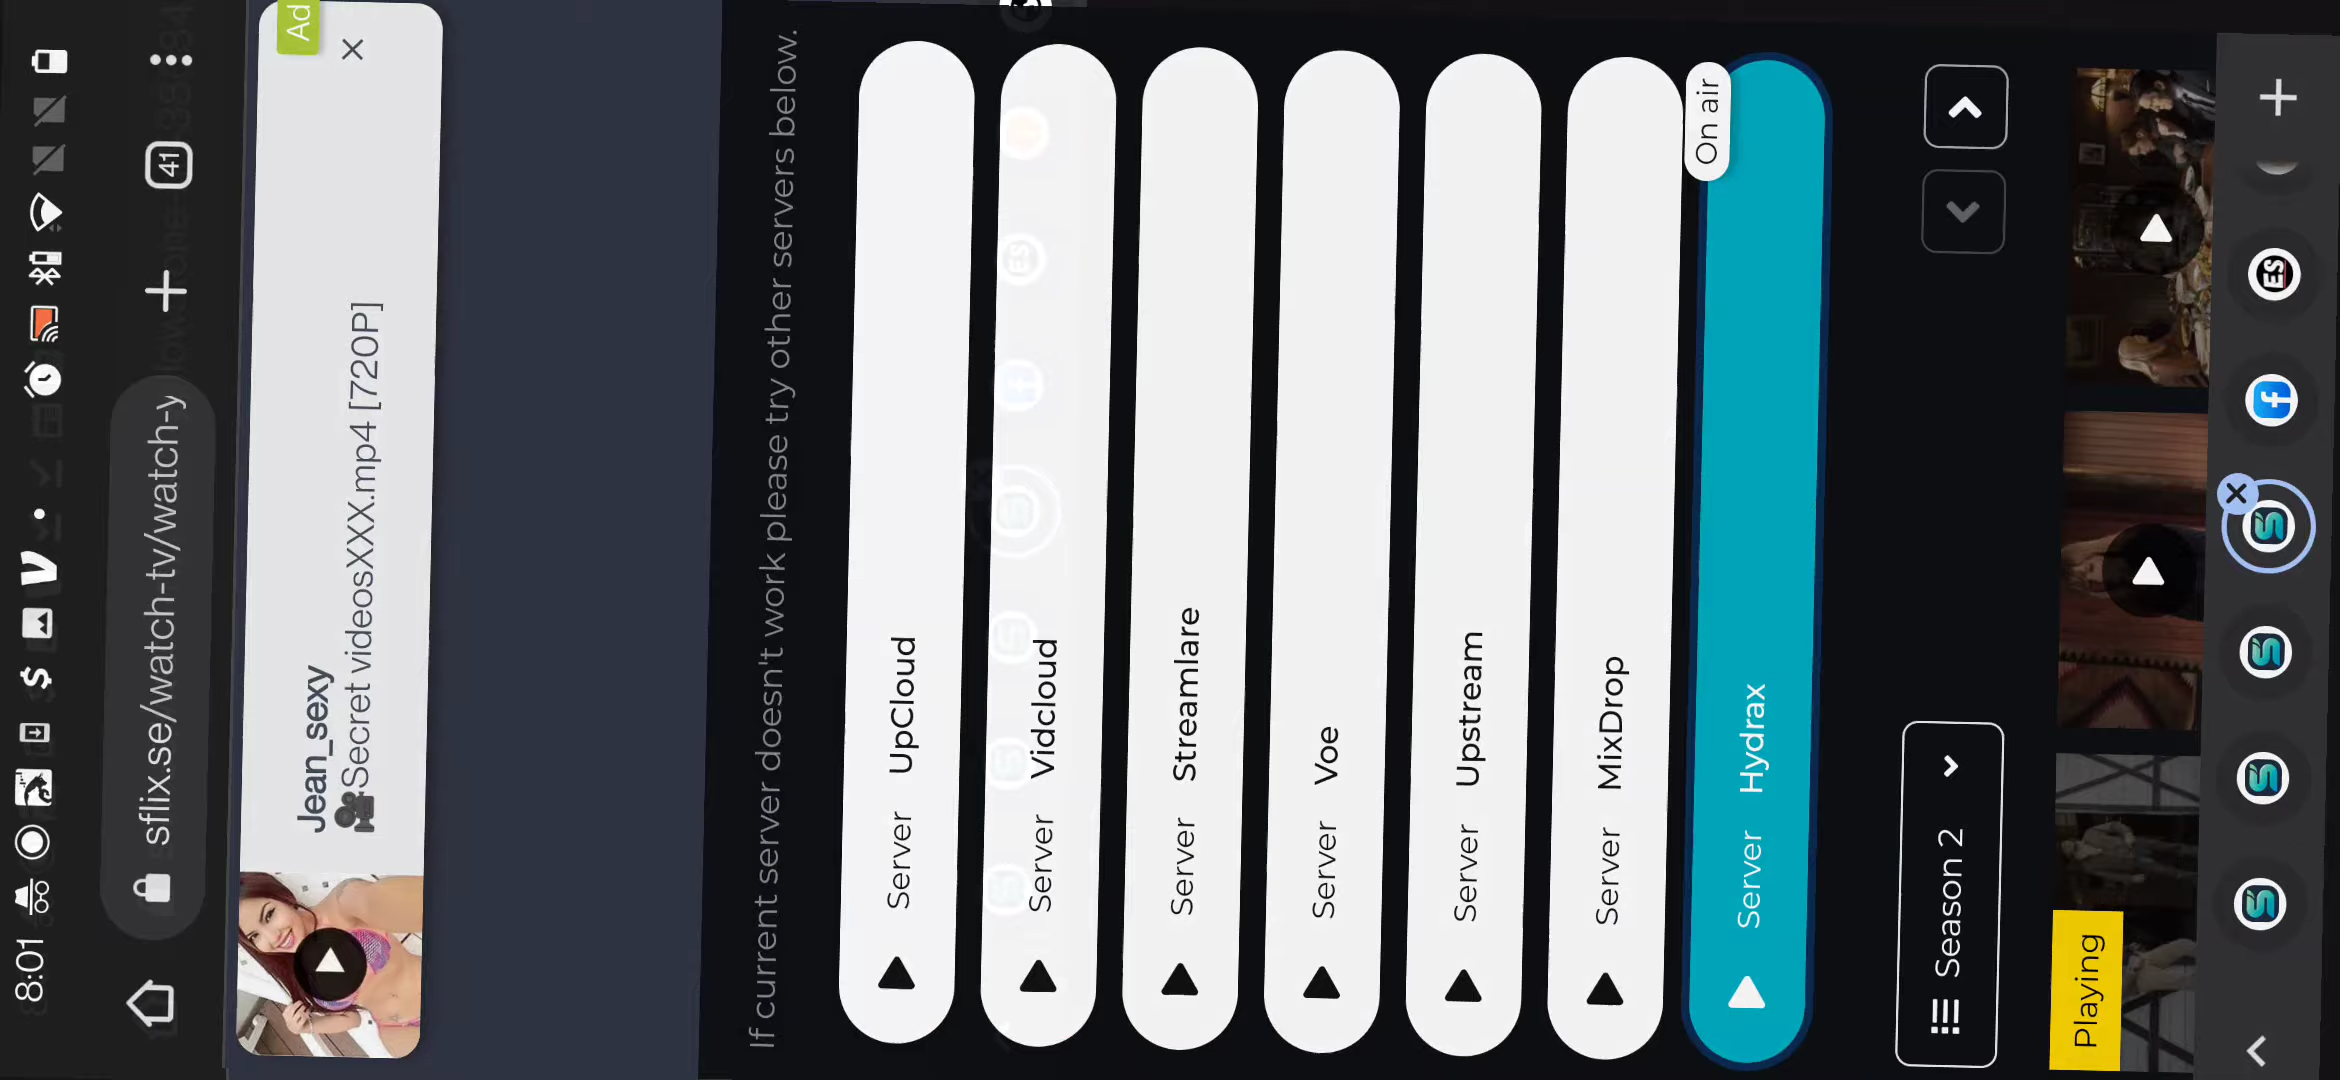 8:01
41
sflix.se/watch-tv/watch-y
Ad
Jean_sexy
🎥Secret videosXXX.mp4 [720P]
If current server doesn't work please try other servers below.
Server UpCloud
Server Vidcloud
Server Streamlare
Server Voe
Server Upstream
Server MixDrop
On air
Server Hydrax
Season 2
Playing
ES